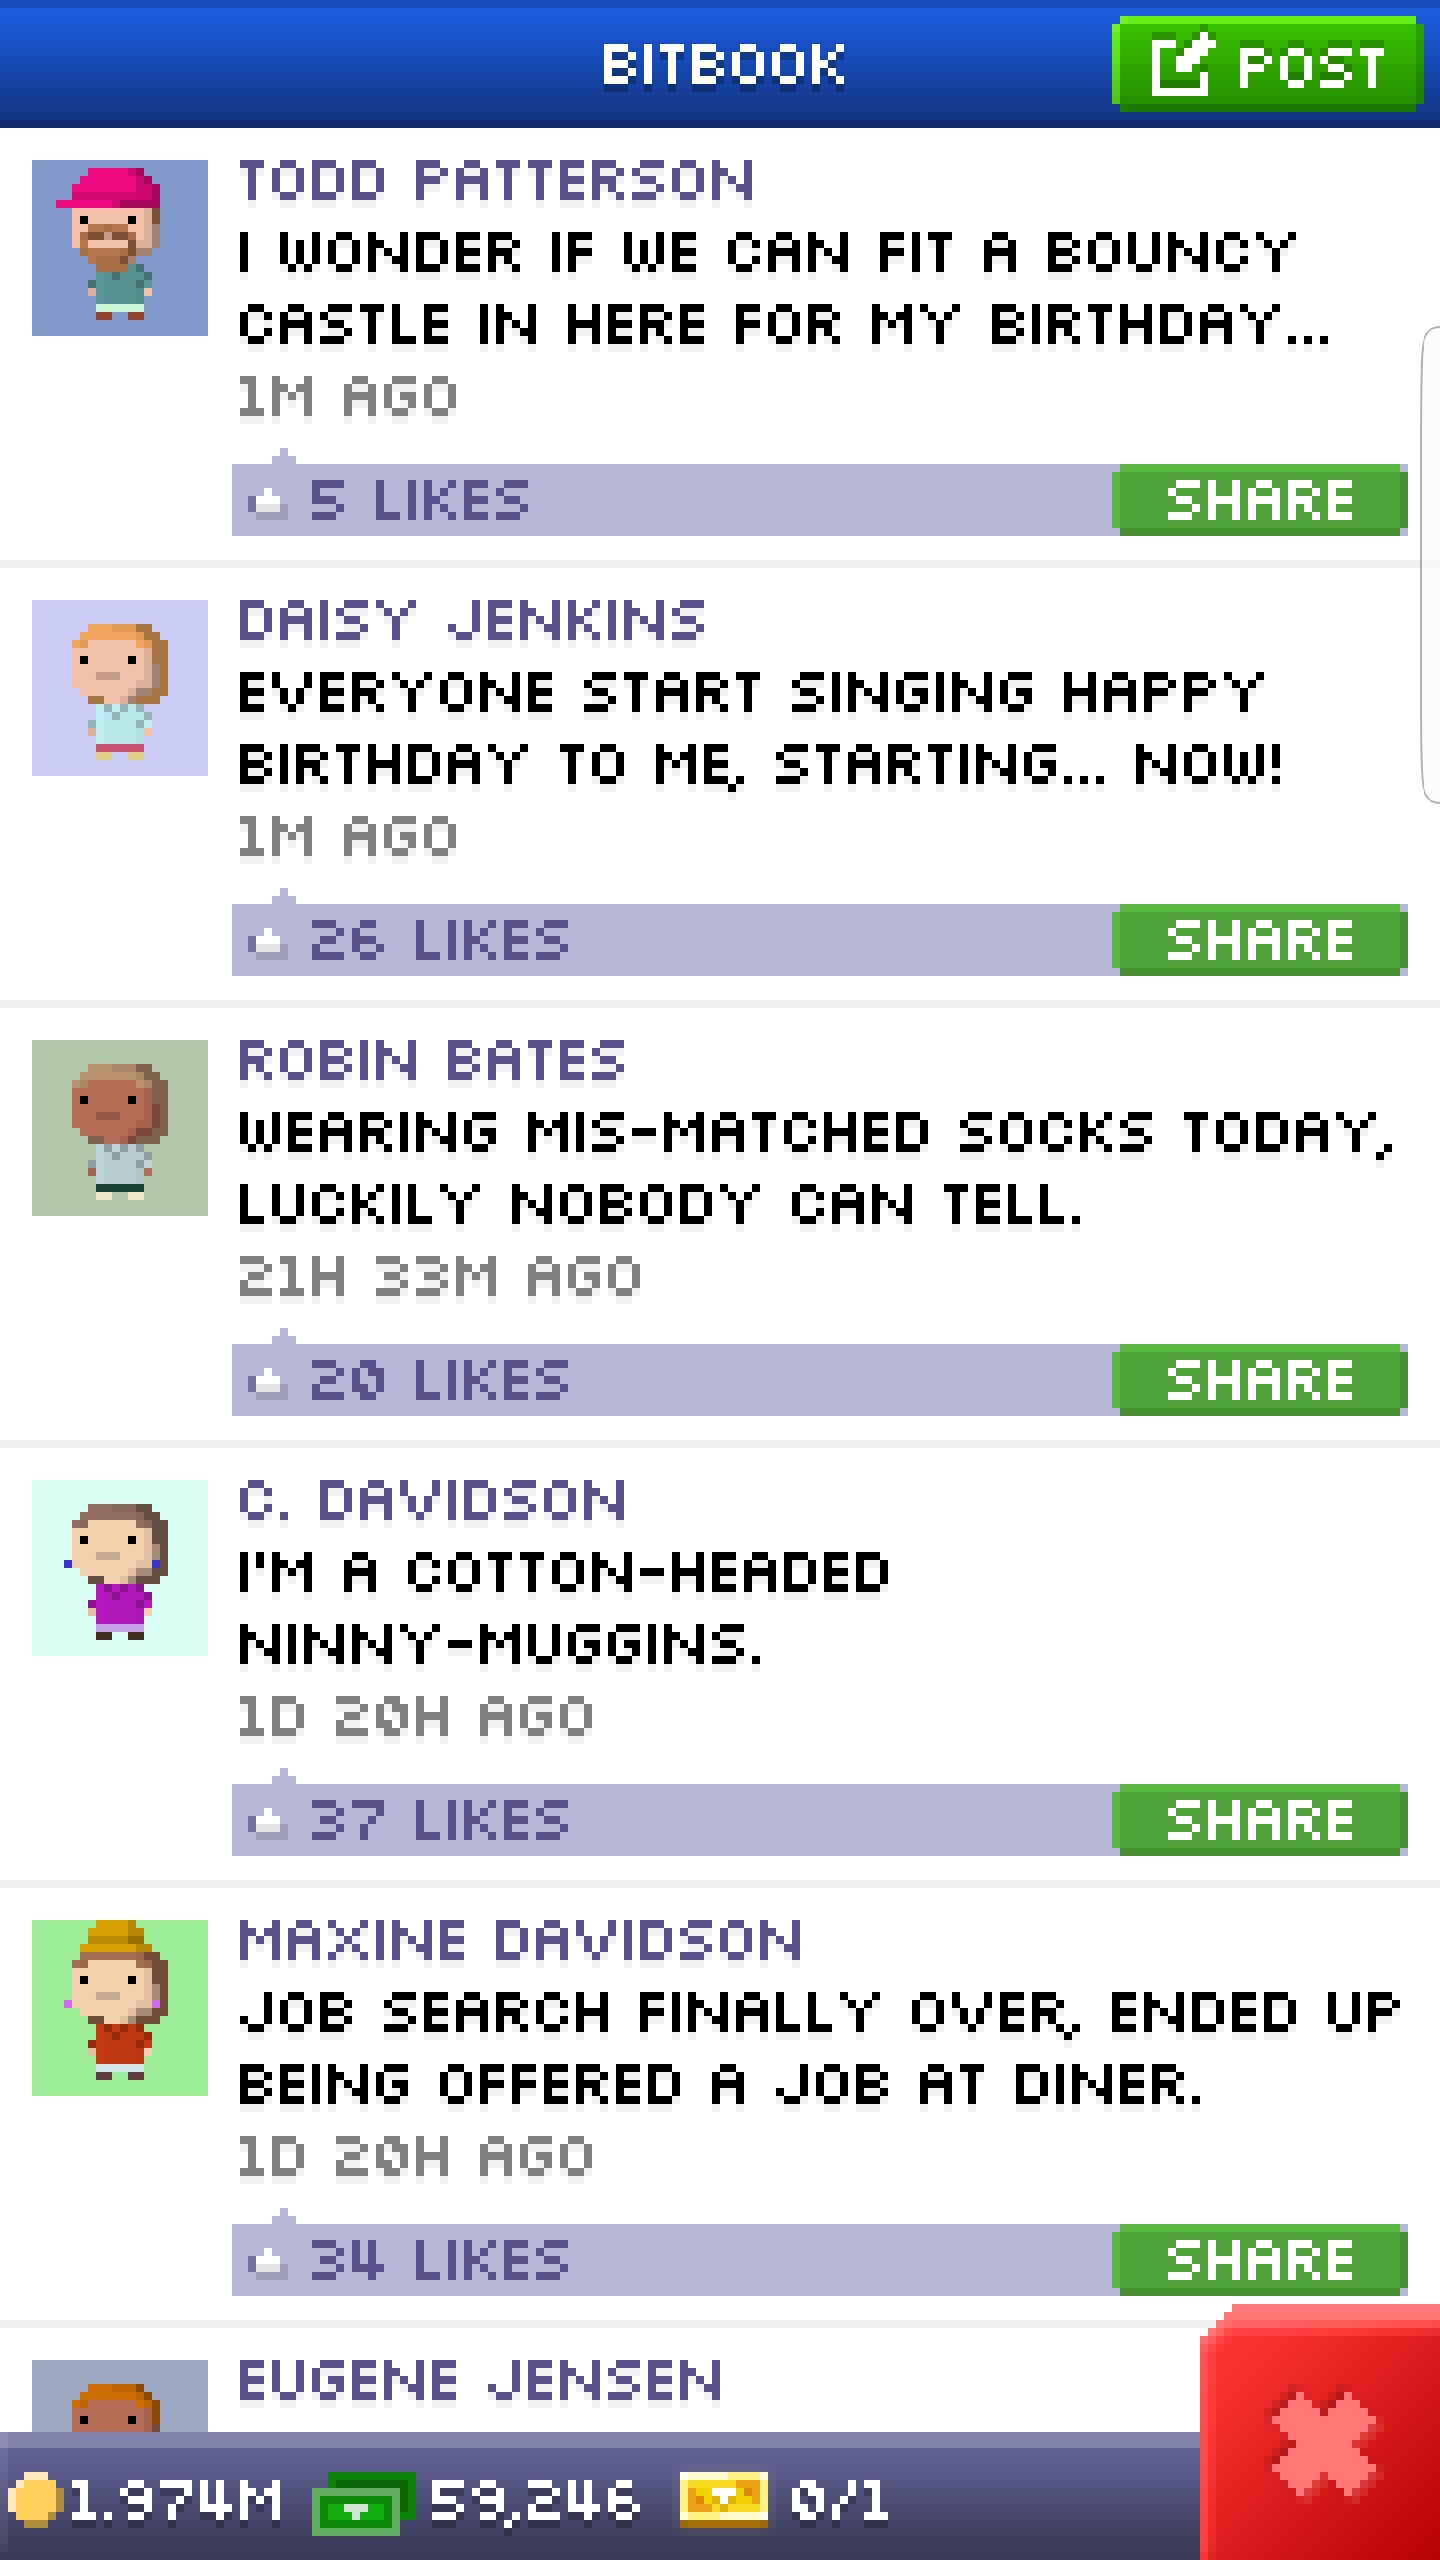 BITBOOK
POST
TODD PATTERSON
I WONDER IF WE CAN FIT A BOUNCY
CASTLE IN HERE FOR MY BIRTHDAY...
1M AGO
5 LIKES
SHARE
DAISY JENKINS
EVERYONE START SINGING HAPPY
BIRTHDAY TO ME, STARTING... NOW!
1M AGO
26 LIKES
SHARE
ROBIN BATES
WEARING MIS-MATCHED SOCKS TODAY,
LUCKILY NOBODY CAN TELL.
21H 33M AGO
20 LIKES
SHARE
C. DAVIDSON
I'M A COTTON-HEADED
NINNY-MUGGINS.
1D 20H AGO
37 LIKES
SHARE
MAXINE DAVIDSON
JOB SEARCH FINALLY OVER, ENDED UP
BEING OFFERED A JOB AT DINER.
1D 20H AGO
34 LIKES
SHARE
EUGENE JENSEN
1.974M 59,246 0/1